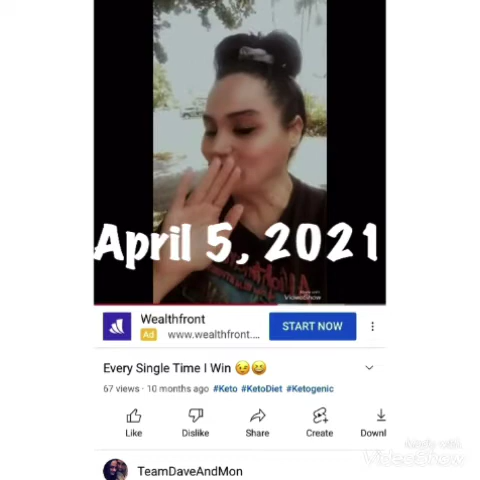 April 5, 2021
VideoShow
Wealthfront
Ad www.wealthfront....
START NOW
Every Single Time I Win 😉😆
67 views · 10 months ago #Keto #KetoDiet #Ketogenic
Like
Dislike
Share
Create
Downl
Made with
VideoShow
TeamDaveAndMon